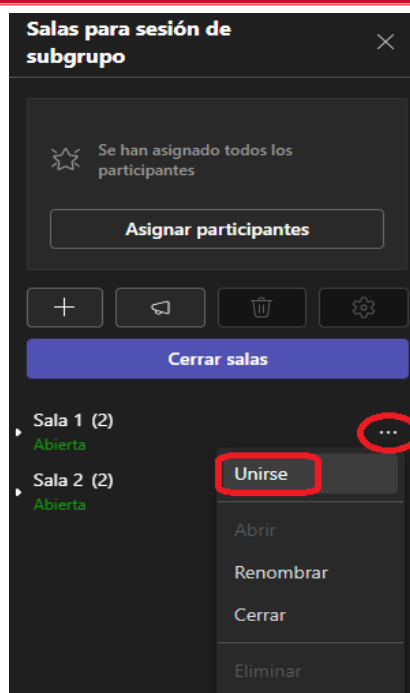 Salas para sesión de
subgrupo
Se han asignado todos los
participantes
Asignar participantes
Cerrar salas
Sala 1 (2)
Abierta
Sala 2 (2)
Abierta
Unirse
Abrir
Renombrar
Cerrar
Eliminar